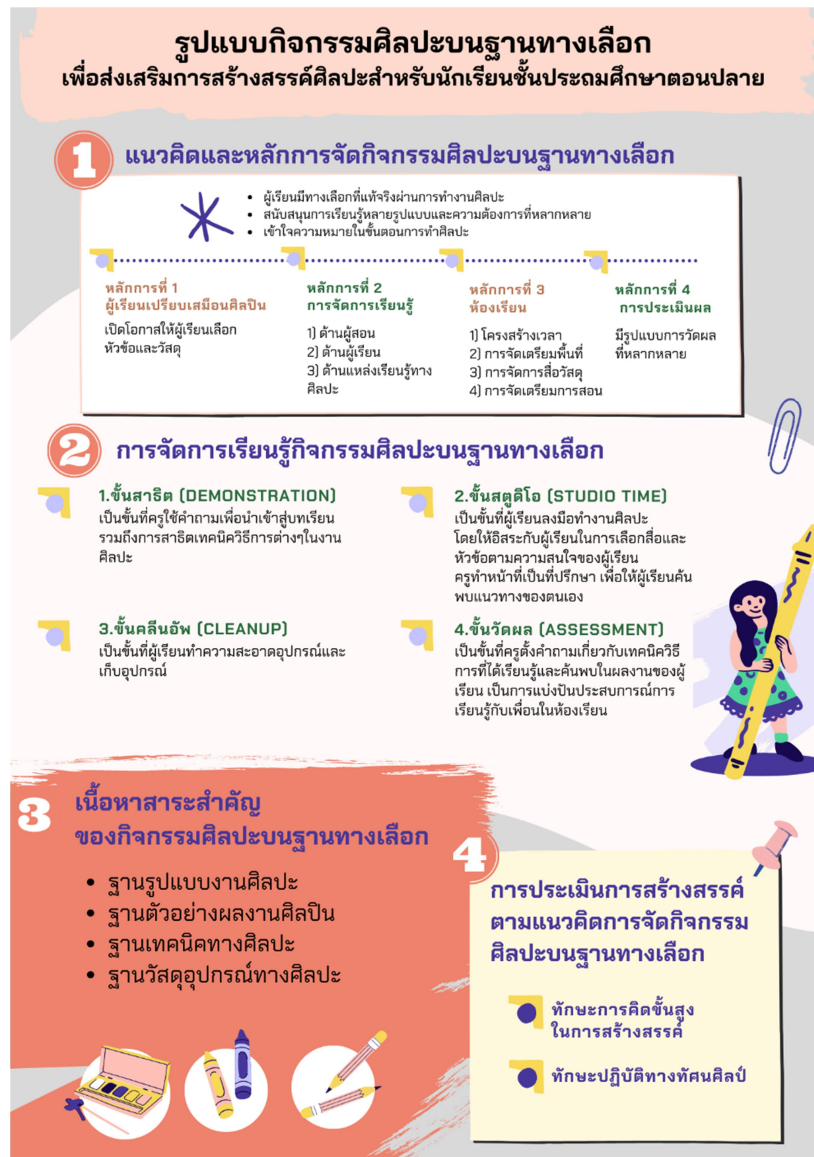 รูปแบบกิจกรรมศิลปะบนฐานทางเลือก
เพื่อส่งเสริมการสร้างสรรค์ศิลปะสำหรับนักเรียนชั้นประถมศึกษาตอนปลาย
1
แนวคิดและหลักการจัดกิจกรรมศิลปะบนฐานทางเลือก
• ผู้เรียนมีทางเลือกที่แท้จริงผ่านการทำงานศิลปะ
• สนับสนุนการเรียนรู้หลายรูปแบบและความต้องการที่หลากหลาย
• เข้าใจความหมายในขั้นตอนการทำศิลปะ
หลักการที่ 1
ผู้เรียนเปรียบเสมือนศิลปิน
เปิดโอกาสให้ผู้เรียนเลือก
หัวข้อและวัสดุ
หลักการที่ 2
การจัดการเรียนรู้
1) ด้านผู้สอน
2) ด้านผู้เรียน
3) ด้านแหล่งเรียนรู้ทาง
ศิลปะ
หลักการที่ 3
ห้องเรียน
1) โครงสร้างเวลา
2) การจัดเตรียมพื้นที่
3) การจัดการสื่อวัสดุ
4) การจัดเตรียมการสอน
หลักการที่ 4
การประเมินผล
มีรูปแบบการวัดผล
ที่หลากหลาย
2
การจัดการเรียนรู้กิจกรรมศิลปะบนฐานทางเลือก
1.ขั้นสาธิต (DEMONSTRATION)
เป็นขั้นที่ครูใช้คำถามเพื่อนำเข้าสู่บทเรียน
รวมถึงการสาธิตเทคนิควิธีการต่างๆในงาน
ศิลปะ
2.ขั้นสตูดิโอ (STUDIO TIME)
เป็นขั้นที่ผู้เรียนลงมือทำงานศิลปะ
โดยให้อิสระกับผู้เรียนในการเลือกสื่อและ
หัวข้อตามความสนใจของผู้เรียน
ครูทำหน้าที่เป็นที่ปรึกษา เพื่อให้ผู้เรียนค้น
พบแนวทางของตนเอง
3.ขั้นคลีนอัพ (CLEANUP)
เป็นขั้นที่ผู้เรียนทำความสะอาดอุปกรณ์และ
เก็บอุปกรณ์
4.ขั้นวัดผล (ASSESSMENT)
เป็นขั้นที่ครูตั้งคำถามเกี่ยวกับเทคนิควิธี
การที่ได้เรียนรู้และค้นพบในผลงานของผู้
เรียน เป็นการแบ่งปันประสบการณ์การ
เรียนรู้กับเพื่อนในห้องเรียน
3
เนื้อหาสาระสำคัญ
ของกิจกรรมศิลปะบนฐานทางเลือก
• ฐานรูปแบบงานศิลปะ
• ฐานตัวอย่างผลงานศิลปิน
• ฐานเทคนิคทางศิลปะ
• ฐานวัสดุอุปกรณ์ทางศิลปะ
4
การประเมินการสร้างสรรค์
ตามแนวคิดการจัดกิจกรรม
ศิลปะบนฐานทางเลือก
ทักษะการคิดขั้นสูง
ในการสร้างสรรค์
ทักษะปฏิบัติทางทัศนศิลป์